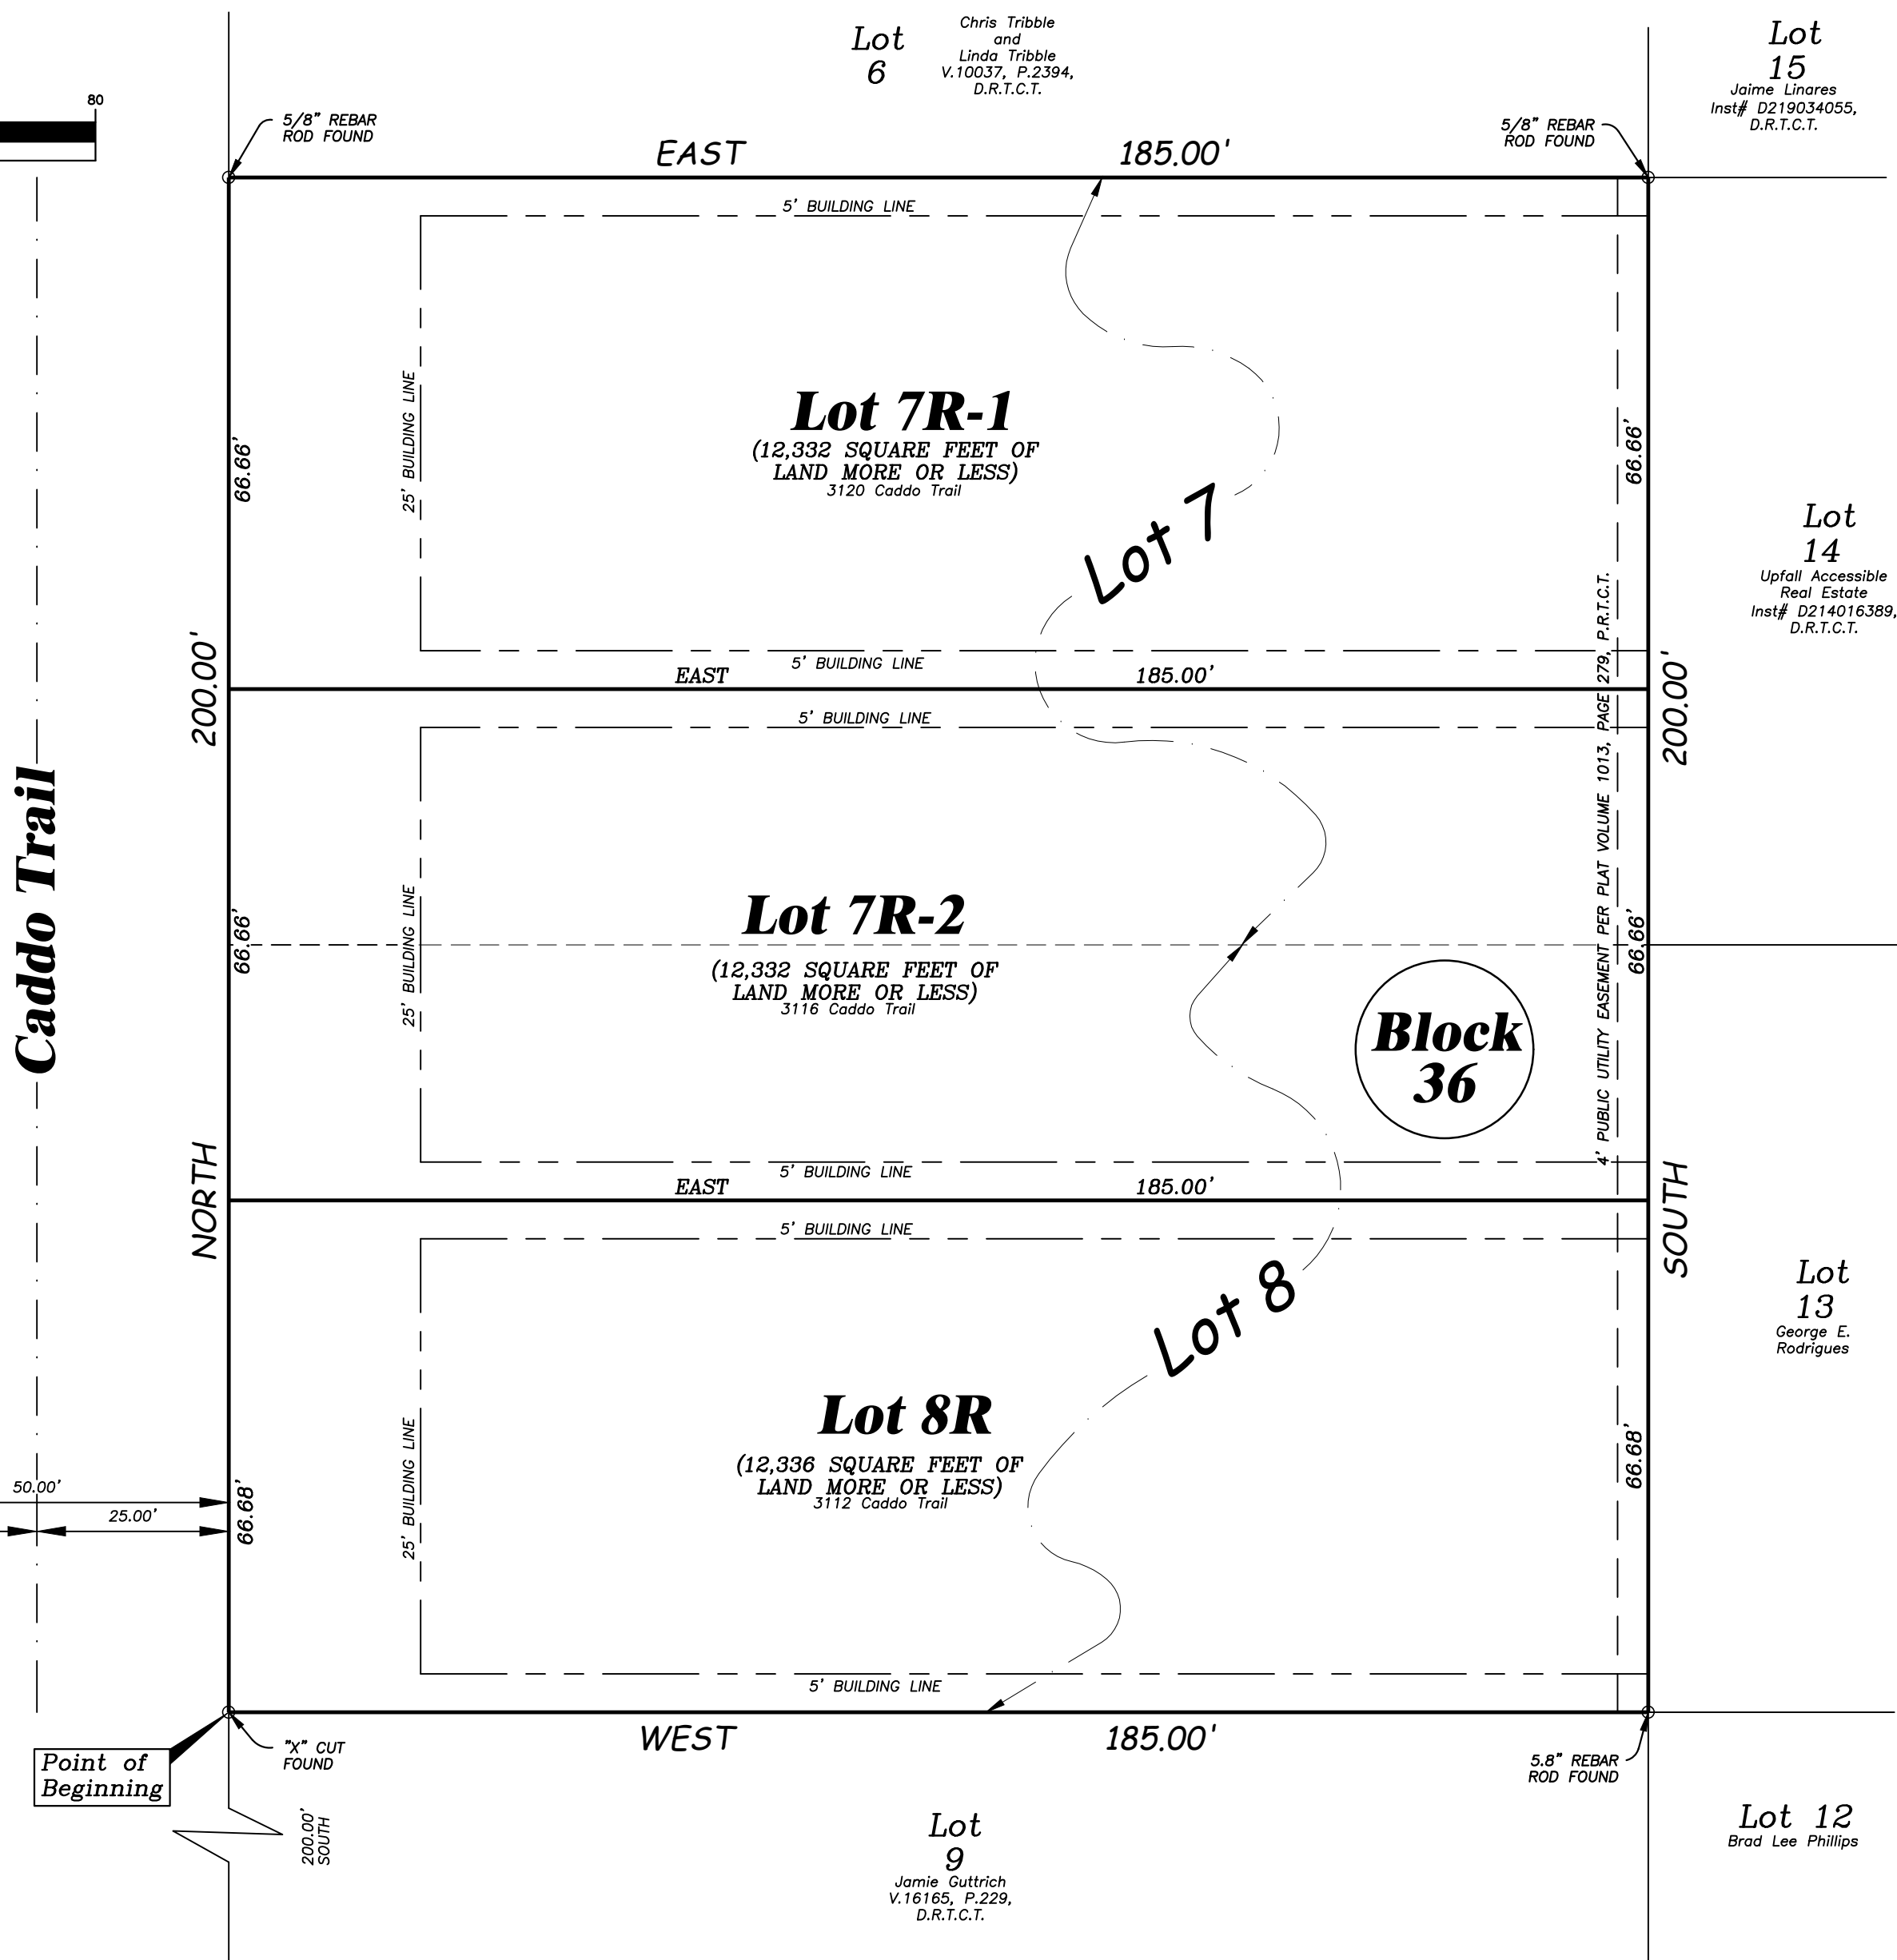 Lot
6
Chris Tribble
and
Linda Tribble
V.10037, P.2394,
D.R.T.C.T.
Lot
15
Jaime Linares
Inst# D219034055,
D.R.T.C.T.
80
5/8" REBAR
ROD FOUND
5/8" REBAR
ROD FOUND
EAST 185.00'
5' BUILDING LINE
25' BUILDING LINE
66.66'
Lot 7R-1
(12,332 SQUARE FEET OF
LAND MORE OR LESS)
3120 Caddo Trail
66.66'
Lot 7
Lot
14
Upfall Accessible
Real Estate
Inst# D214016389,
D.R.T.C.T.
5' BUILDING LINE
EAST 185.00'
200.00'
200.00'
4' PUBLIC UTILITY EASEMENT PER PLAT VOLUME 1013, PAGE 279, P.R.T.C.T.
5' BUILDING LINE
Caddo Trail
66.66'
25' BUILDING LINE
Lot 7R-2
(12,332 SQUARE FEET OF
LAND MORE OR LESS)
3116 Caddo Trail
66.66'
Block
36
5' BUILDING LINE
EAST 185.00'
NORTH
SOUTH
5' BUILDING LINE
Lot 8
Lot
13
George E.
Rodrigues
Lot 8R
(12,336 SQUARE FEET OF
LAND MORE OR LESS)
3112 Caddo Trail
25' BUILDING LINE
66.68'
66.68'
50.00'
25.00'
5' BUILDING LINE
WEST 185.00'
Point of
Beginning
"X" CUT
FOUND
5.8" REBAR
ROD FOUND
200.00'
SOUTH
Lot
9
Jamie Guttrich
V.16165, P.229,
D.R.T.C.T.
Lot 12
Brad Lee Phillips